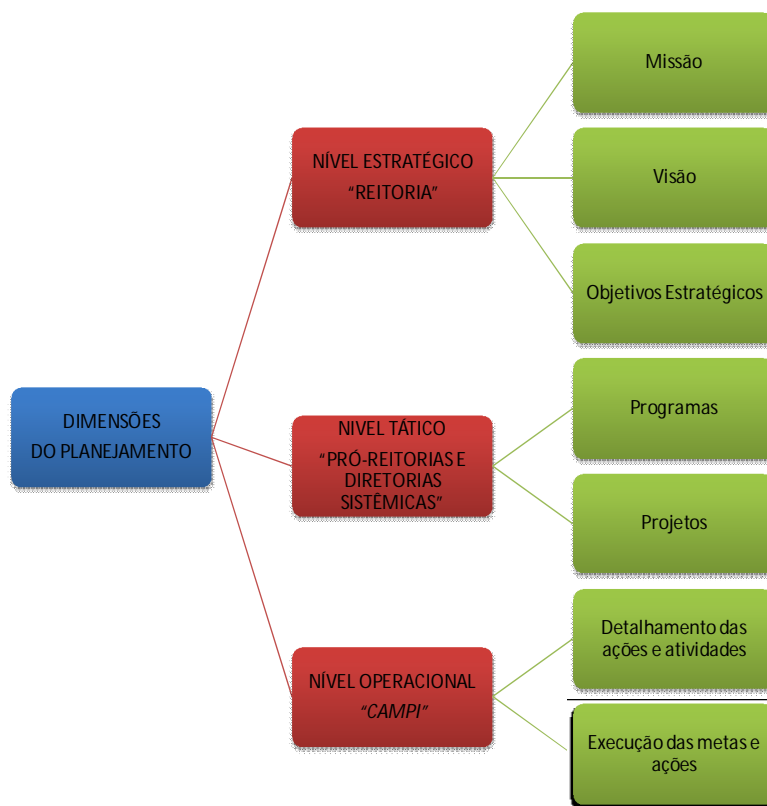 DIMENSÕES
DO PLANEJAMENTO
NÍVEL ESTRATÉGICO
“REITORIA”
Missão
Visão
Objetivos Estratégicos
NIVEL TÁTICO
“PRÓ-REITORIAS E
DIRETORIAS
SISTÊMICAS”
Programas
Projetos
NÍVEL OPERACIONAL
“CAMPI”
Detalhamento das
ações e atividades
Execução das metas e
ações